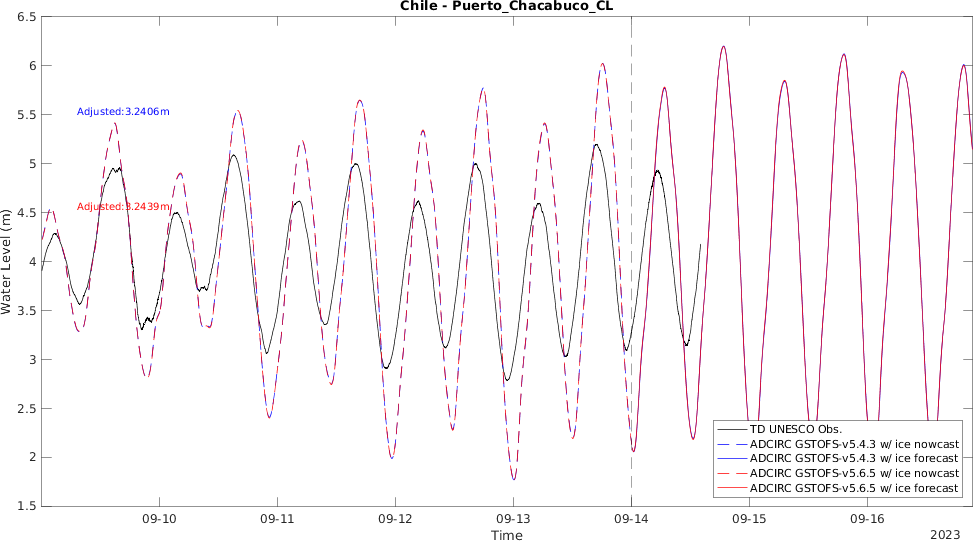 Chile - Puerto_Chacabuco_CL
6.5
6
5.5
5
4.5
4
3.5
3
2.5
2
1.5
Water Level (m)
Adjusted:3.2406m
Adjusted:3.2439m
TD UNESCO Obs.
ADCIRC GSTOFS-v5.4.3 w/ ice nowcast
ADCIRC GSTOFS-v5.4.3 w/ ice forecast
ADCIRC GSTOFS-v5.6.5 w/ ice nowcast
ADCIRC GSTOFS-v5.6.5 w/ ice forecast
09-10 09-11 09-12 09-13 09-14 09-15 09-16
Time
2023